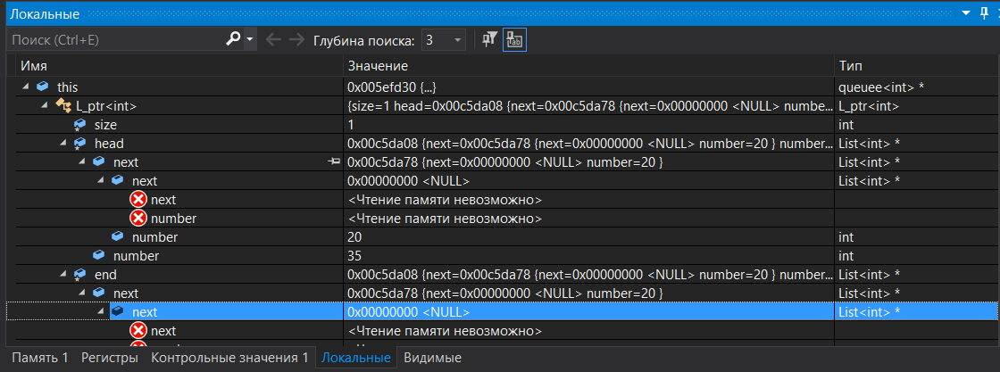 Локальные
Поиск (Ctrl+E) Глубина поиска: 3
Имя Значение Тип
this 0x005efd30 {...} queuee<int> *
L_ptr<int> {size=1 head=0x00c5da08 {next=0x00c5da78 {next=0x00000000 <NULL> numbe... L_ptr<int>
size 1 int
head 0x00c5da08 {next=0x00c5da78 {next=0x00000000 <NULL> number=20 } number... List<int> *
next 0x00c5da78 {next=0x00000000 <NULL> number=20 } List<int> *
next 0x00000000 <NULL> List<int> *
next <Чтение памяти невозможно>
number <Чтение памяти невозможно>
number 20 int
number 35 int
end 0x00c5da08 {next=0x00c5da78 {next=0x00000000 <NULL> number=20 } number... List<int> *
next 0x00c5da78 {next=0x00000000 <NULL> number=20 } List<int> *
next 0x00000000 <NULL> List<int> *
next <Чтение памяти невозможно>
Память 1 Регистры Контрольные значения 1 Локальные Видимые